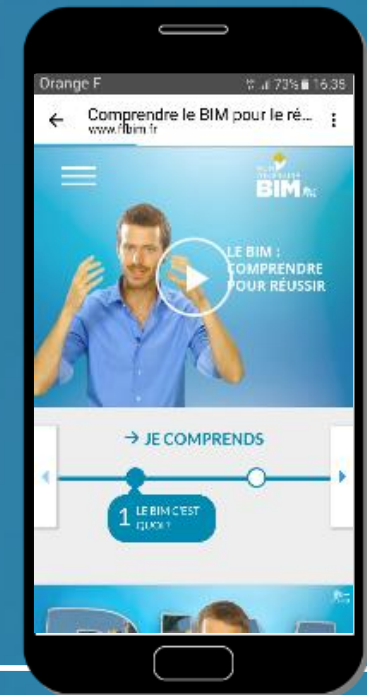 Orange F 73% 16:35
Comprendre le BIM pour le ré...
www.ffbim.fr
BIM
LE BIM :
COMPRENDRE
POUR RÉUSSIR
→ JE COMPRENDS
1 LE BIM C'EST
QUOI ?